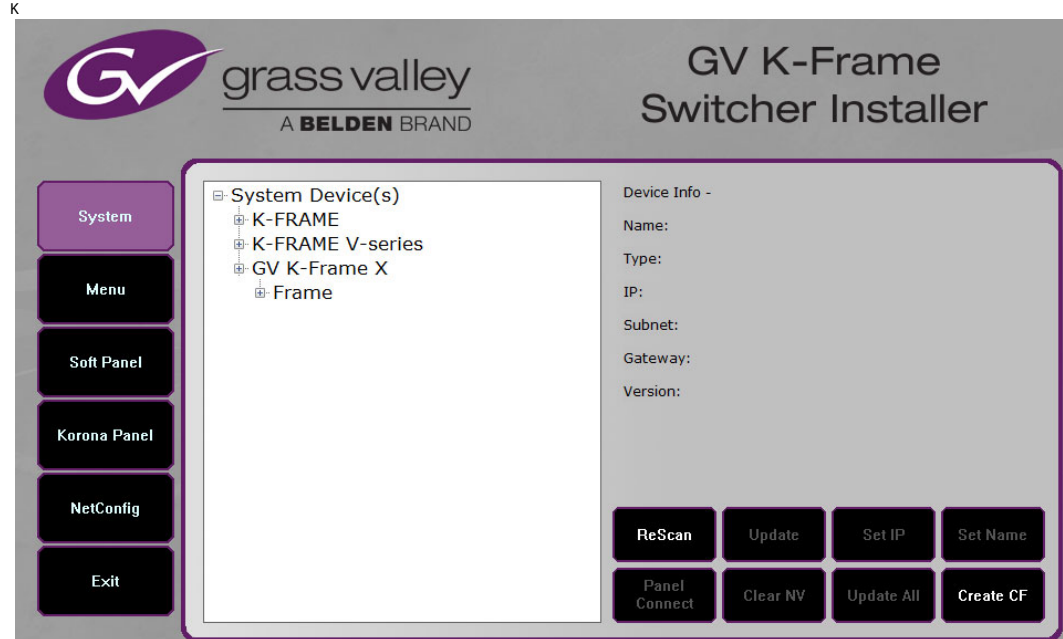 K
GV
grass valley
A BELDEN BRAND
GV K-Frame
Switcher Installer
System
Menu
Soft Panel
Korona Panel
NetConfig
Exit
System Device(s)
K-FRAME
K-FRAME V-series
GV K-Frame X
Frame
Device Info -
Name:
Type:
IP:
Subnet:
Gateway:
Version:
ReScan
Update
Set IP
Set Name
Panel
Connect
Clear NV
Update All
Create CF